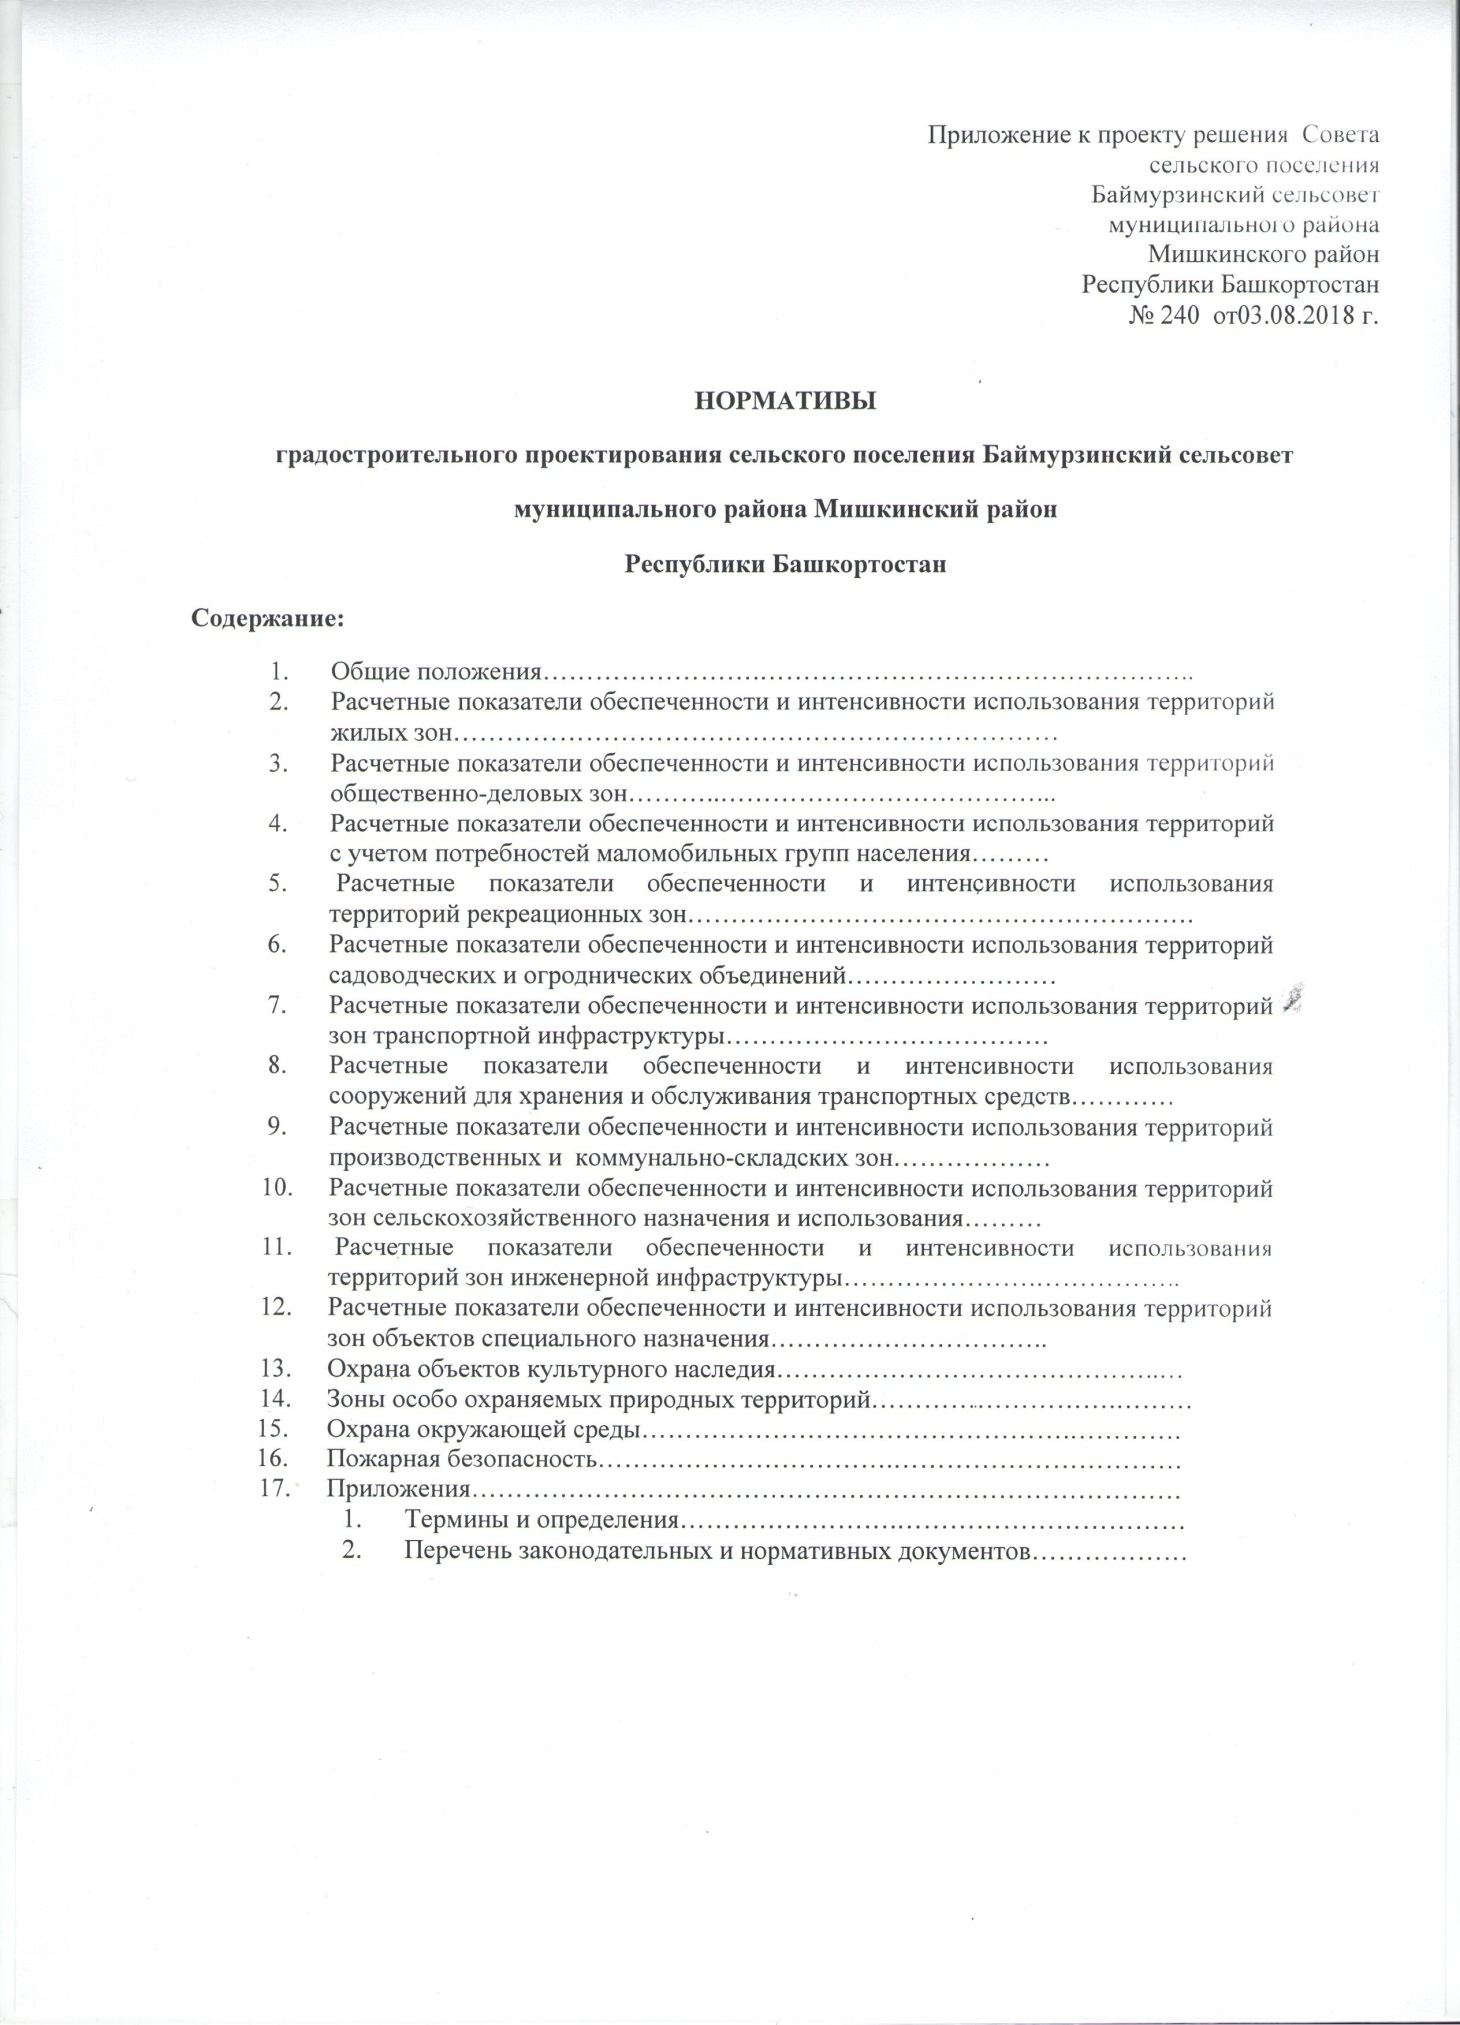 Приложение к проекту решения  Совета
сельского поселения
Баймурзинский сельсовет
муниципального района
Мишкинского район
Республики Башкортостан
№ 240  от03.08.2018 г.
НОРМАТИВЫ
градостроительного проектирования сельского поселения Баймурзинский сельсовет
муниципального района Мишкинский район
Республики Башкортостан
Содержание:
1. Общие положения……………………………………………………………………….
2. Расчетные показатели обеспеченности и интенсивности использования территорий
жилых зон……………………………………………………………
3. Расчетные показатели обеспеченности и интенсивности использования территорий
общественно-деловых зон………..………………………………..
4. Расчетные показатели обеспеченности и интенсивности использования территорий
с учетом потребностей маломобильных групп населения………
5. Расчетные показатели обеспеченности и интенсивности использования
территорий рекреационных зон…………………………………………………
6. Расчетные показатели обеспеченности и интенсивности использования территорий
садоводческих и огроднических объединений……………………
7. Расчетные показатели обеспеченности и интенсивности использования территорий
зон транспортной инфраструктуры………………………………
8. Расчетные показатели обеспеченности и интенсивности использования
сооружений для хранения и обслуживания транспортных средств…………
9. Расчетные показатели обеспеченности и интенсивности использования территорий
производственных и  коммунально-складских зон………………
10. Расчетные показатели обеспеченности и интенсивности использования территорий
зон сельскохозяйственного назначения и использования………
11. Расчетные показатели обеспеченности и интенсивности использования
территорий зон инженерной инфраструктуры……………………………….
12. Расчетные показатели обеспеченности и интенсивности использования территорий
зон объектов специального назначения………………………….
13. Охрана объектов культурного наследия…………………………………….…
14. Зоны особо охраняемых природных территорий………………………………
15. Охрана окружающей среды……………………………………………………
16. Пожарная безопасность…………………………………………………………
17. Приложения………………………………………………………………………
1. Термины и определения…………………………………………………
2. Перечень законодательных и нормативных документов………………